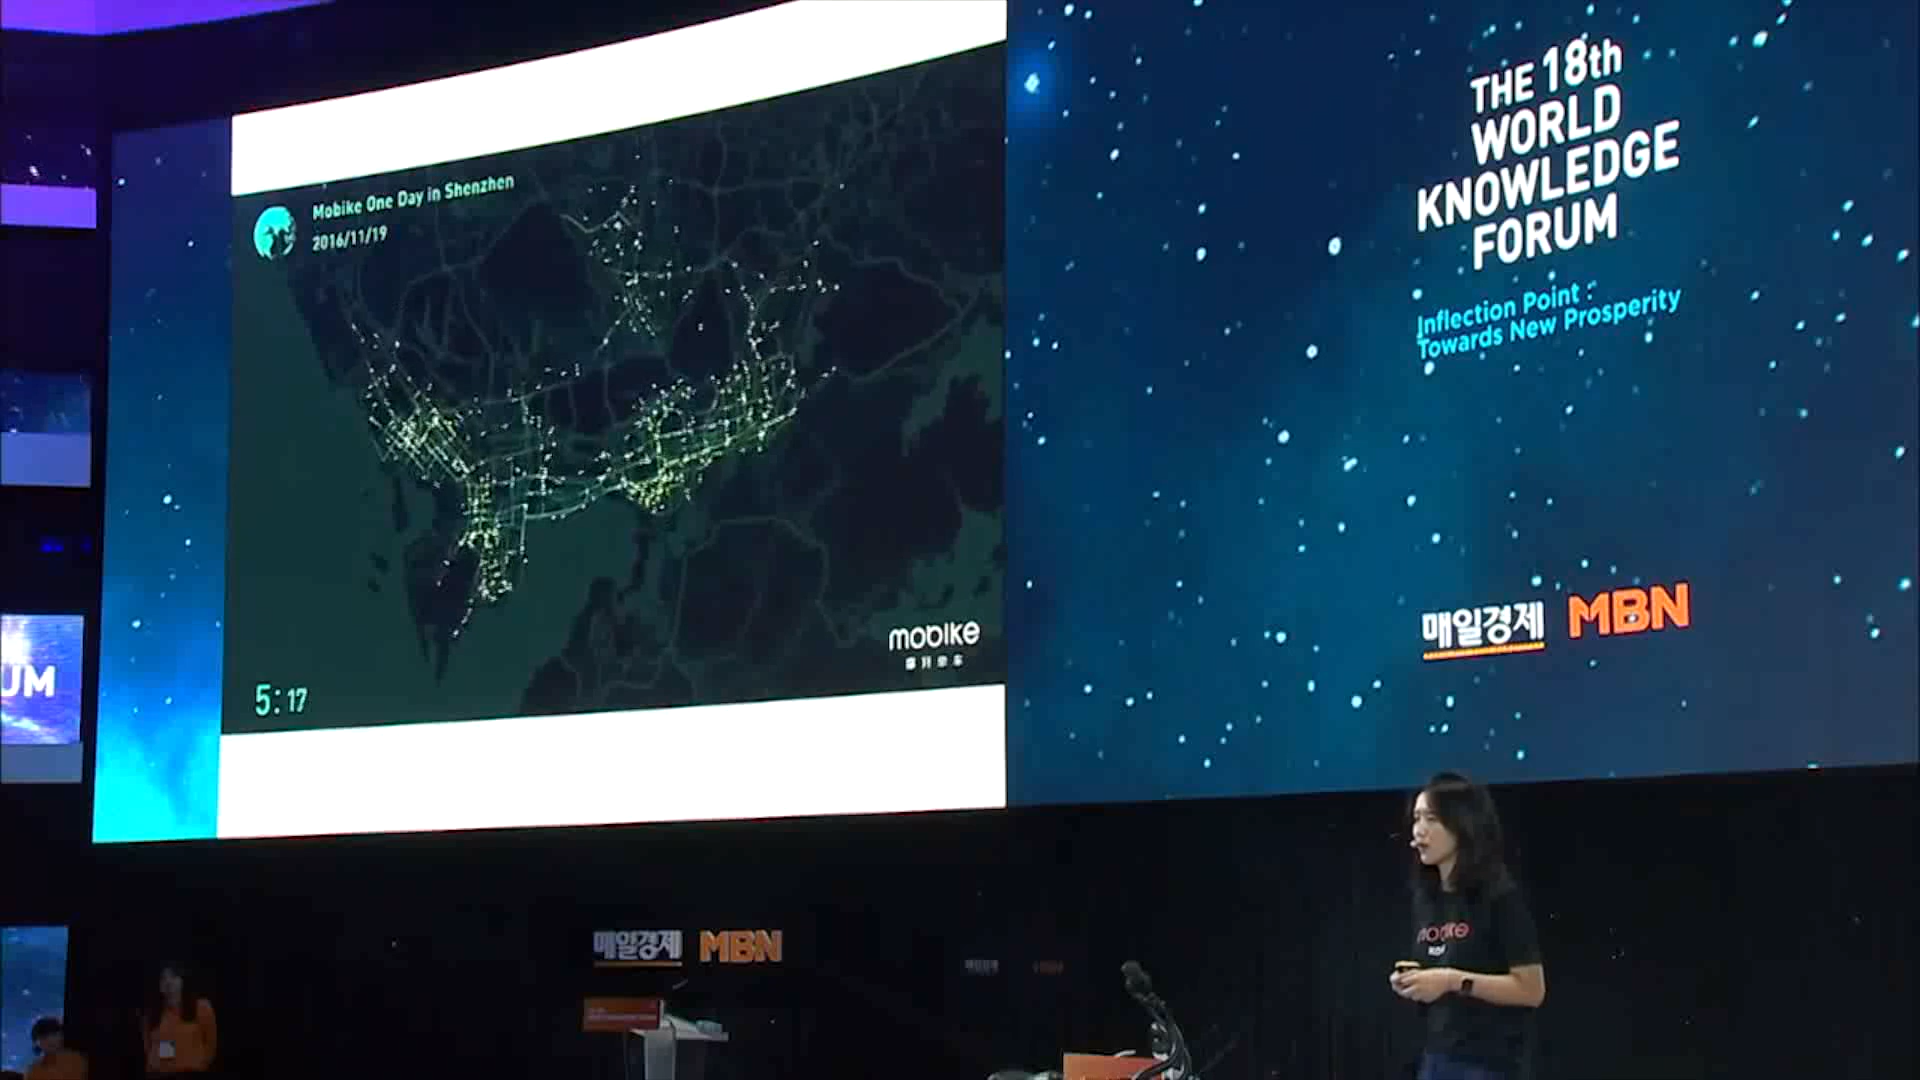 Mobike One Day in Shenzhen
2016/11/19
5:17
mobike
THE 18th
WORLD
KNOWLEDGE
FORUM
Inflection Point :
Towards New Prosperity
매일경제 MBN
UM
매일경제 MBN
mobike